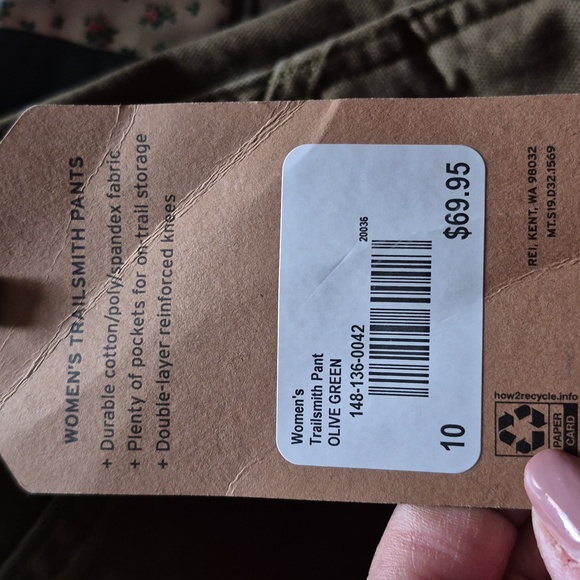 WOMEN'S TRAILSMITH PANTS
+ Durable cotton/poly/spandex fabric
+ Plenty of pockets for on-trail storage
+ Double-layer reinforced knees
Women's
Trailsmith Pant
OLIVE GREEN
148-136-0042
20036
10
$69.95
how2recycle.info
PAPER
CARD
REI, KENT, WA 98032
MT.S19.032.1569